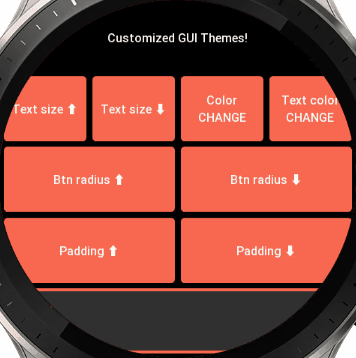 Customized GUI Themes!
Text size ⬆ Text size ⬇ Color CHANGE Text color CHANGE
Btn radius ⬆ Btn radius ⬇
Padding ⬆ Padding ⬇